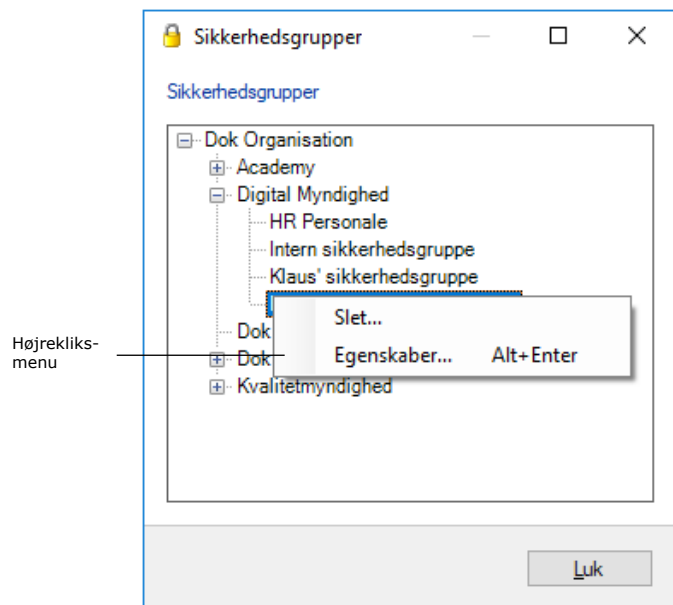 Sikkerhedsgrupper
Sikkerhedsgrupper
Dok Organisation
Academy
Digital Myndighed
HR Personale
Intern sikkerhedsgruppe
Klaus' sikkerhedsgruppe
Slet...
Dok
Højrekliks-
menu
Egenskaber... Alt+Enter
Dok
Kvalitetmyndighed
Luk